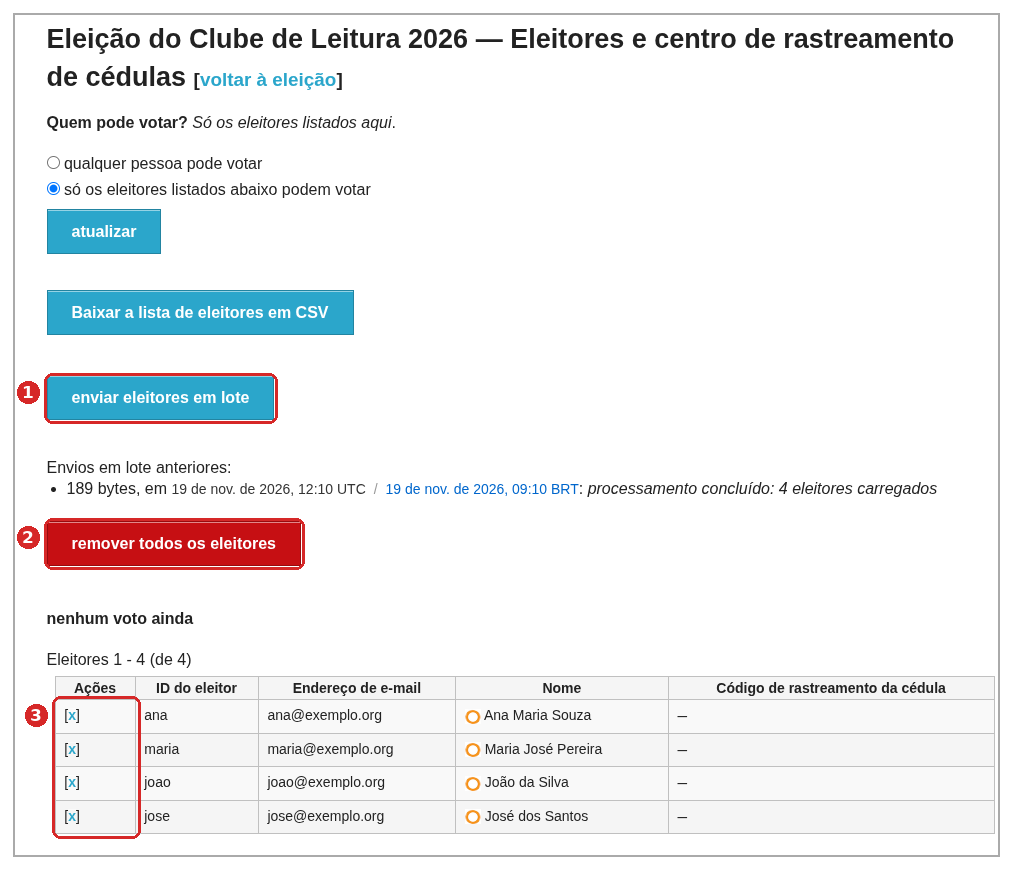 Eleição do Clube de Leitura 2026 — Eleitores e centro de rastreamento
de cédulas [voltar à eleição]
Quem pode votar? Só os eleitores listados aqui.
qualquer pessoa pode votar
só os eleitores listados abaixo podem votar
atualizar
Baixar a lista de eleitores em CSV
1 enviar eleitores em lote
Envios em lote anteriores:
• 189 bytes, em 19 de nov. de 2026, 12:10 UTC / 19 de nov. de 2026, 09:10 BRT: processamento concluído: 4 eleitores carregados
2 remover todos os eleitores
nenhum voto ainda
Eleitores 1 - 4 (de 4)
Ações ID do eleitor Endereço de e-mail Nome Código de rastreamento da cédula
3 [x] ana ana@exemplo.org Ana Maria Souza —
[x] maria maria@exemplo.org Maria José Pereira —
[x] joao joao@exemplo.org João da Silva —
[x] jose jose@exemplo.org José dos Santos —